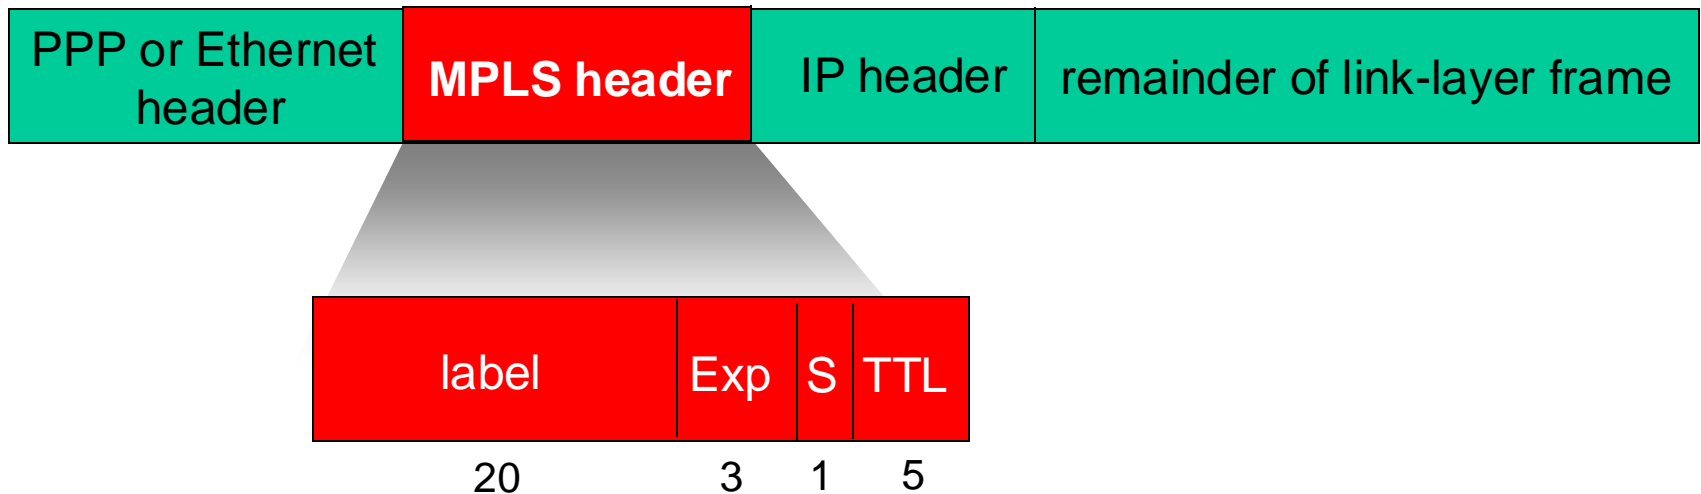 PPP or Ethernet
header
MPLS header
IP header
remainder of link-layer frame
label
Exp
S
TTL
20
3
1
5